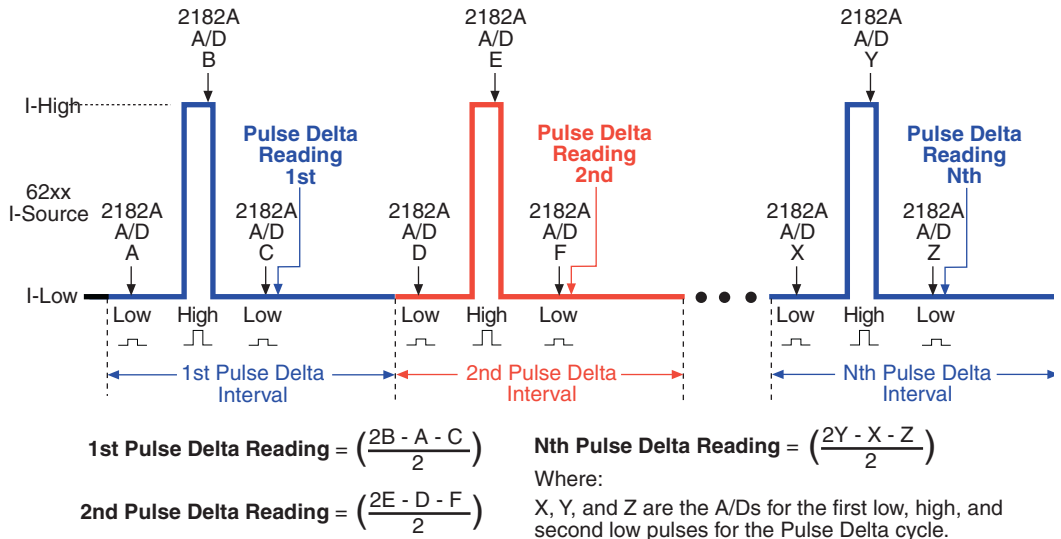 2182A
A/D
B
2182A
A/D
E
2182A
A/D
Y
I-High
Pulse Delta
Reading
1st
Pulse Delta
Reading
2nd
Pulse Delta
Reading
Nth
62xx
I-Source
2182A
A/D
A
2182A
A/D
C
2182A
A/D
D
2182A
A/D
F
2182A
A/D
X
2182A
A/D
Z
I-Low
Low High Low
Low High Low
Low High Low
1st Pulse Delta
Interval
2nd Pulse Delta
Interval
Nth Pulse Delta
Interval
1st Pulse Delta Reading = (2B - A - C / 2)
2nd Pulse Delta Reading = (2E - D - F / 2)
Nth Pulse Delta Reading = (2Y - X - Z / 2)
Where:
X, Y, and Z are the A/Ds for the first low, high, and
second low pulses for the Pulse Delta cycle.